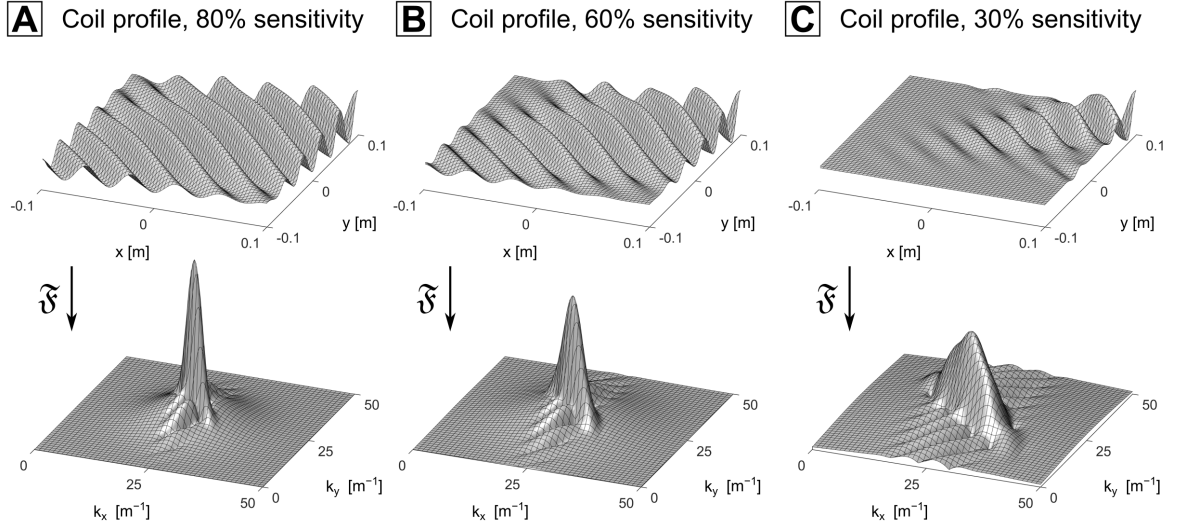 A Coil profile, 80% sensitivity
B Coil profile, 60% sensitivity
C Coil profile, 30% sensitivity
-0.1
0
0.1
x [m]
-0.1
0
0.1
y [m]
-0.1
0
0.1
x [m]
-0.1
0
0.1
y [m]
-0.1
0
0.1
x [m]
-0.1
0
0.1
y [m]
𝔉
𝔉
𝔉
0
25
50
kₓ [m⁻¹]
0
25
50
k_y [m⁻¹]
0
25
50
kₓ [m⁻¹]
0
25
50
k_y [m⁻¹]
0
25
50
kₓ [m⁻¹]
0
25
50
k_y [m⁻¹]